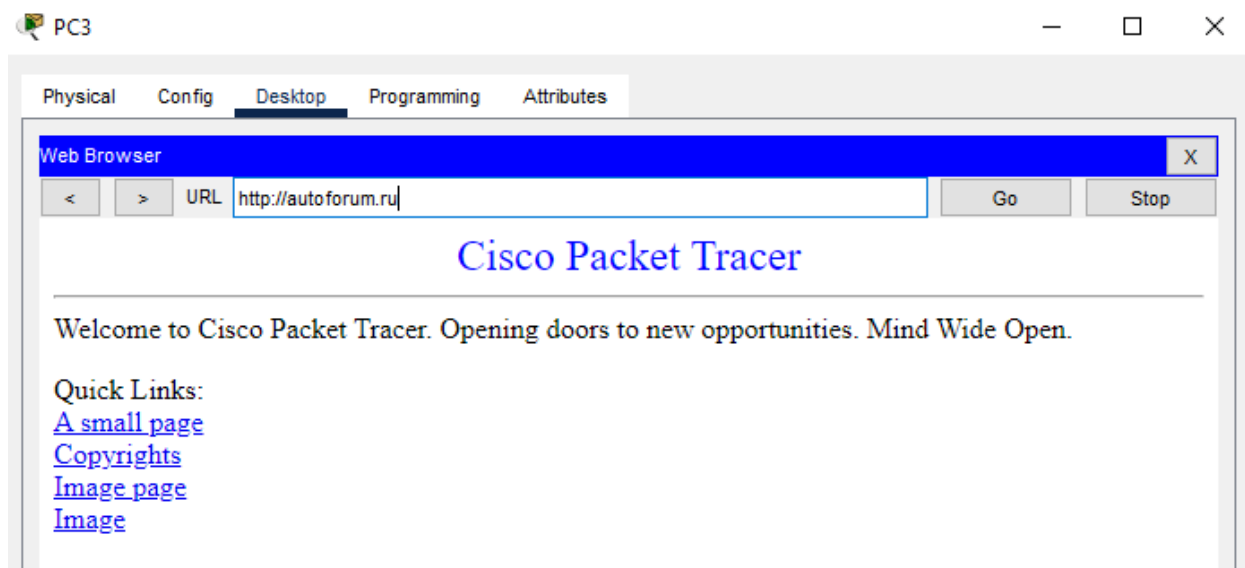 PC3
Physical Config Desktop Programming Attributes
Web Browser X
< > URL http://autoforum.ru Go Stop
Cisco Packet Tracer
Welcome to Cisco Packet Tracer. Opening doors to new opportunities. Mind Wide Open.
Quick Links:
A small page
Copyrights
Image page
Image